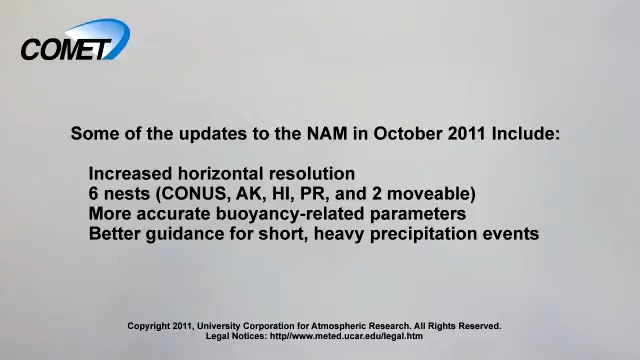 COMET
Some of the updates to the NAM in October 2011 Include:
Increased horizontal resolution
6 nests (CONUS, AK, HI, PR, and 2 moveable)
More accurate buoyancy-related parameters
Better guidance for short, heavy precipitation events
Copyright 2011, University Corporation for Atmospheric Research. All Rights Reserved.
Legal Notices: http//www.meted.ucar.edu/legal.htm